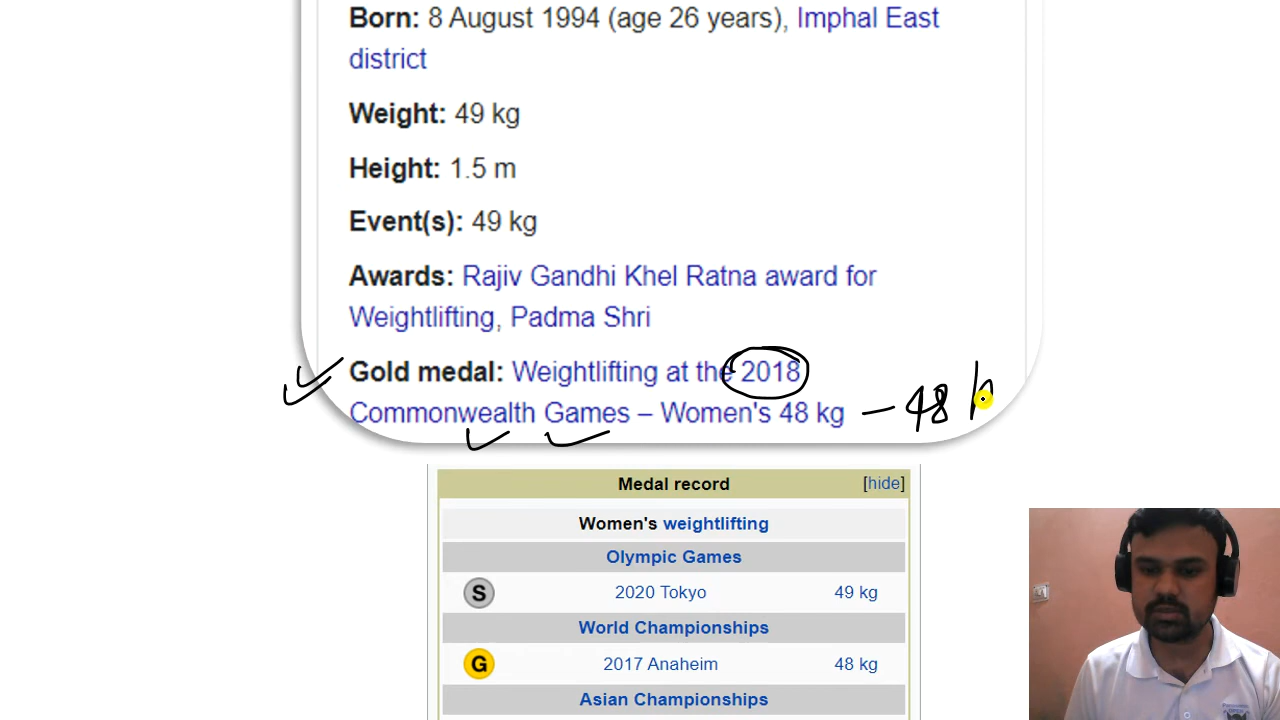 Born: 8 August 1994 (age 26 years), Imphal East
district
Weight: 49 kg
Height: 1.5 m
Event(s): 49 kg
Awards: Rajiv Gandhi Khel Ratna award for
Weightlifting, Padma Shri
Gold medal: Weightlifting at the 2018
Commonwealth Games – Women's 48 kg – 48 k
Medal record [hide]
Women's weightlifting
Olympic Games
S 2020 Tokyo 49 kg
World Championships
G 2017 Anaheim 48 kg
Asian Championships